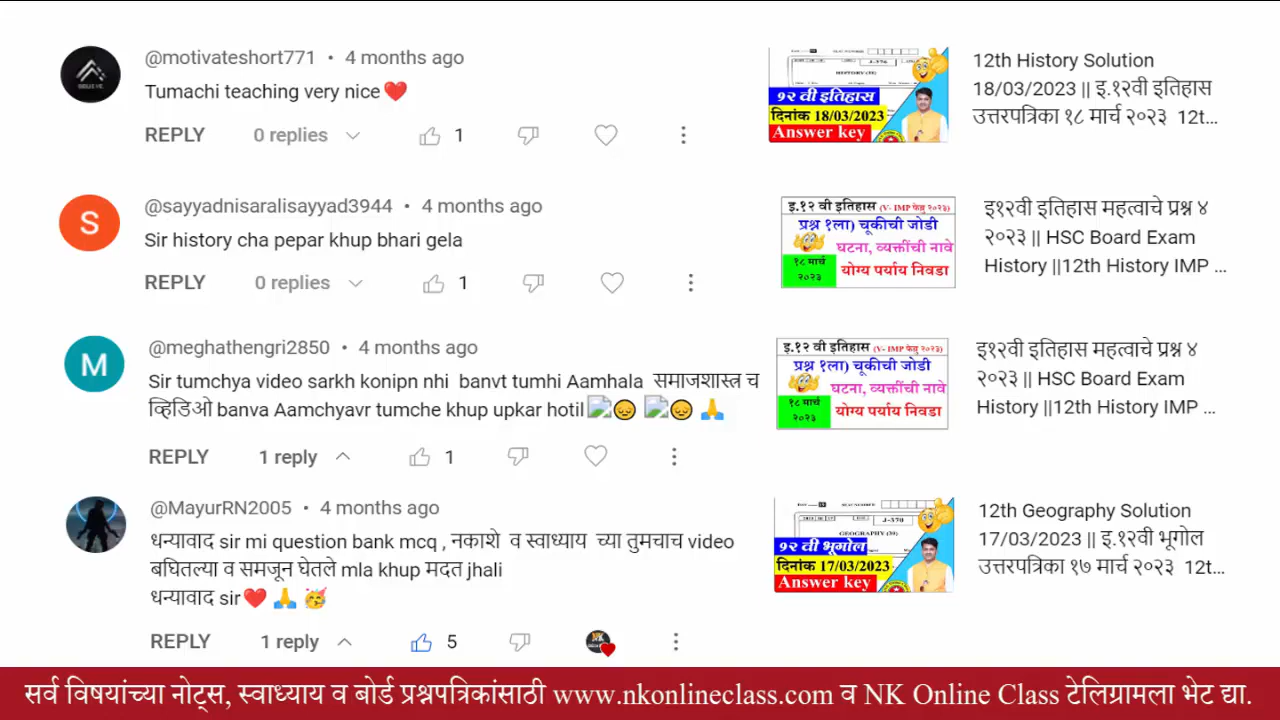 @motivateshort771 • 4 months ago
Tumachi teaching very nice❤️
REPLY 0 replies 1
HISTORY (38)
१२ वी इतिहास
दिनांक 18/03/2023
Answer key
12th History Solution
18/03/2023 || इ.१२वी इतिहास
उत्तरपत्रिका १८ मार्च २०२३ 12t...
S
@sayyadnisaralisayyad3944 • 4 months ago
Sir history cha pepar khup bhari gela
REPLY 0 replies 1
इ.१२ वी इतिहास (V- IMP फेब्रु २०२३)
प्रश्न १ला) चूकीची जोडी
घटना, व्यक्तींची नावे
१८ मार्च
२०२३
योग्य पर्याय निवडा
इ१२वी इतिहास महत्वाचे प्रश्न ४
२०२३ || HSC Board Exam
History ||12th History IMP ...
M
@meghathengri2850 • 4 months ago
Sir tumchya video sarkh konipn nhi banvt tumhi Aamhala समाजशास्त्र च
व्हिडिओ banva Aamchyavr tumche khup upkar hotil😞 😞 🙏
REPLY 1 reply 1
इ.१२ वी इतिहास (V- IMP फेब्रु २०२३)
प्रश्न १ला) चूकीची जोडी
घटना, व्यक्तींची नावे
१८ मार्च
२०२३
योग्य पर्याय निवडा
इ१२वी इतिहास महत्वाचे प्रश्न ४
२०२३ || HSC Board Exam
History ||12th History IMP ...
@MayurRN2005 • 4 months ago
धन्यावाद sir mi question bank mcq , नकाशे व स्वाध्याय च्या तुमचाच video
बघितल्या व समजून घेतले mla khup मदत jhali
धन्यावाद sir❤️ 🙏 🥳
REPLY 1 reply 5
J-370
GEOGRAPHY (39)
१२ वी भूगोल
दिनांक 17/03/2023
Answer key
12th Geography Solution
17/03/2023 || इ.१२वी भूगोल
उत्तरपत्रिका १७ मार्च २०२३ 12t...
सर्व विषयांच्या नोट्स, स्वाध्याय व बोर्ड प्रश्नपत्रिकांसाठी www.nkonlineclass.com व NK Online Class टेलिग्रामला भेट द्या.